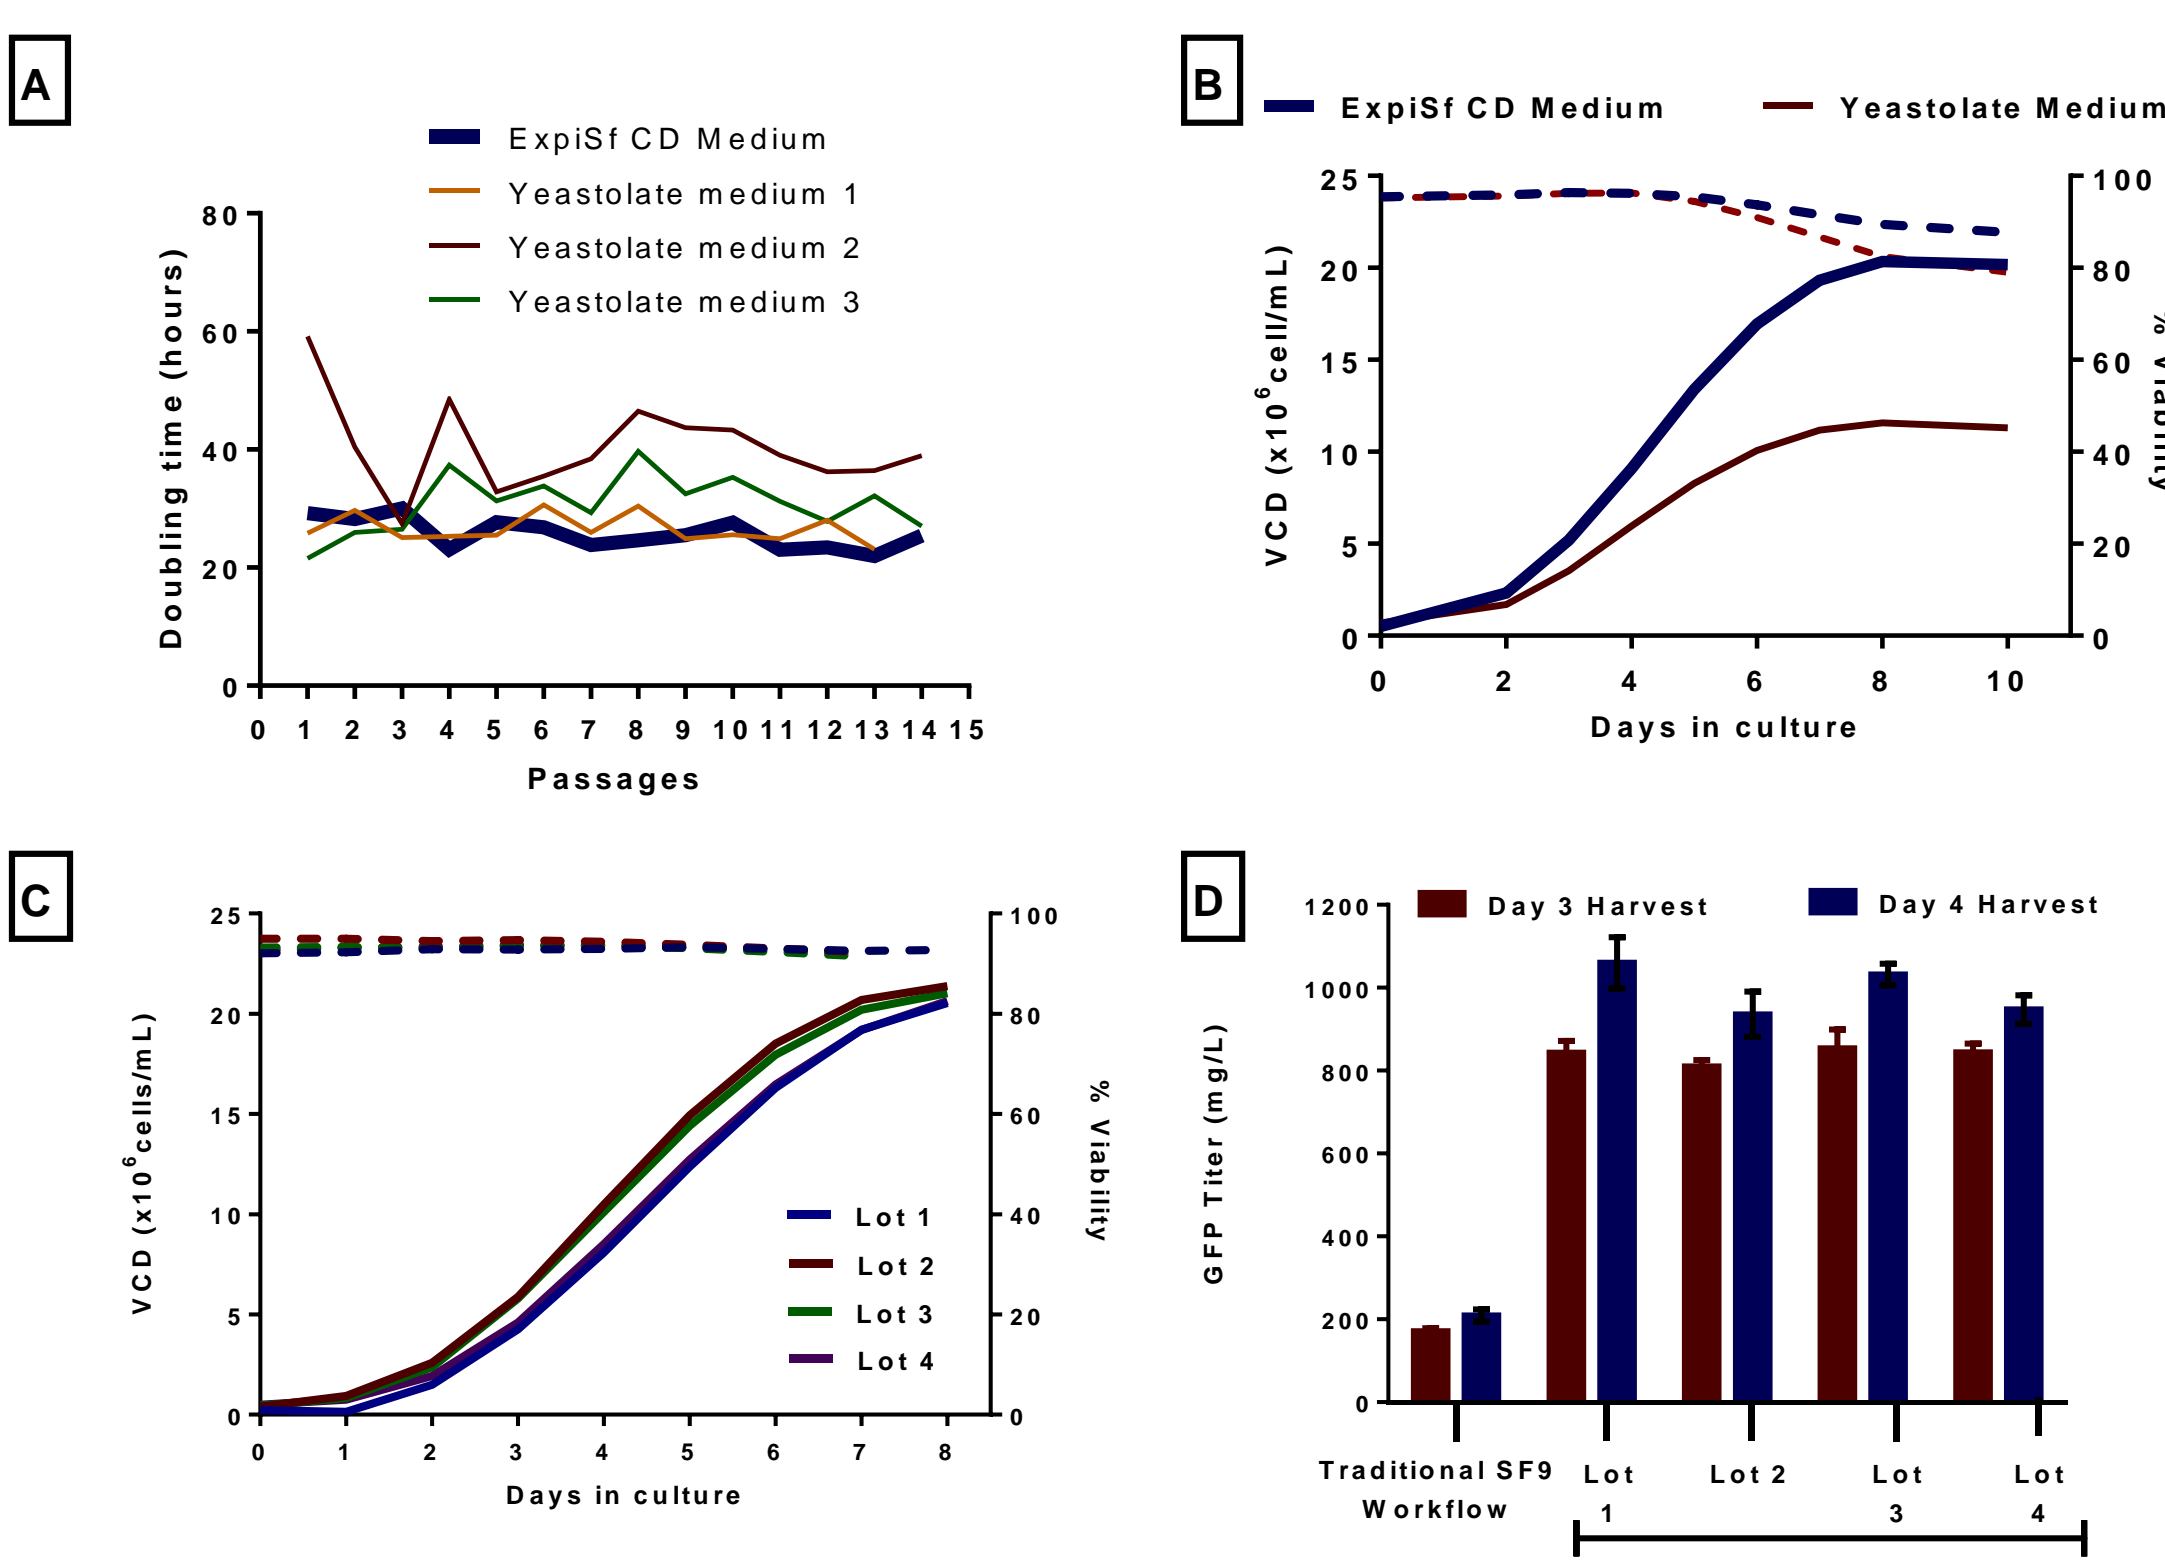 A
ExpiSf CD Medium
Yeastolate medium 1
Yeastolate medium 2
Yeastolate medium 3
Doubling time (hours)
80
60
40
20
0
0 1 2 3 4 5 6 7 8 9 10 11 12 13 14 15
Passages
B
ExpiSf CD Medium Yeastolate Medium
VCD (x10⁶cell/mL)
25
20
15
10
5
0
100
80
60
40
20
0
% Viability
0 2 4 6 8 10
Days in culture
C
VCD (x10⁶cells/mL)
25
20
15
10
5
0
100
80
60
40
20
0
% Viability
Lot 1
Lot 2
Lot 3
Lot 4
0 1 2 3 4 5 6 7 8
Days in culture
D
Day 3 Harvest Day 4 Harvest
GFP Titer (mg/L)
1200
1000
800
600
400
200
0
Traditional SF9
Workflow
Lot
1
Lot 2
Lot
3
Lot
4